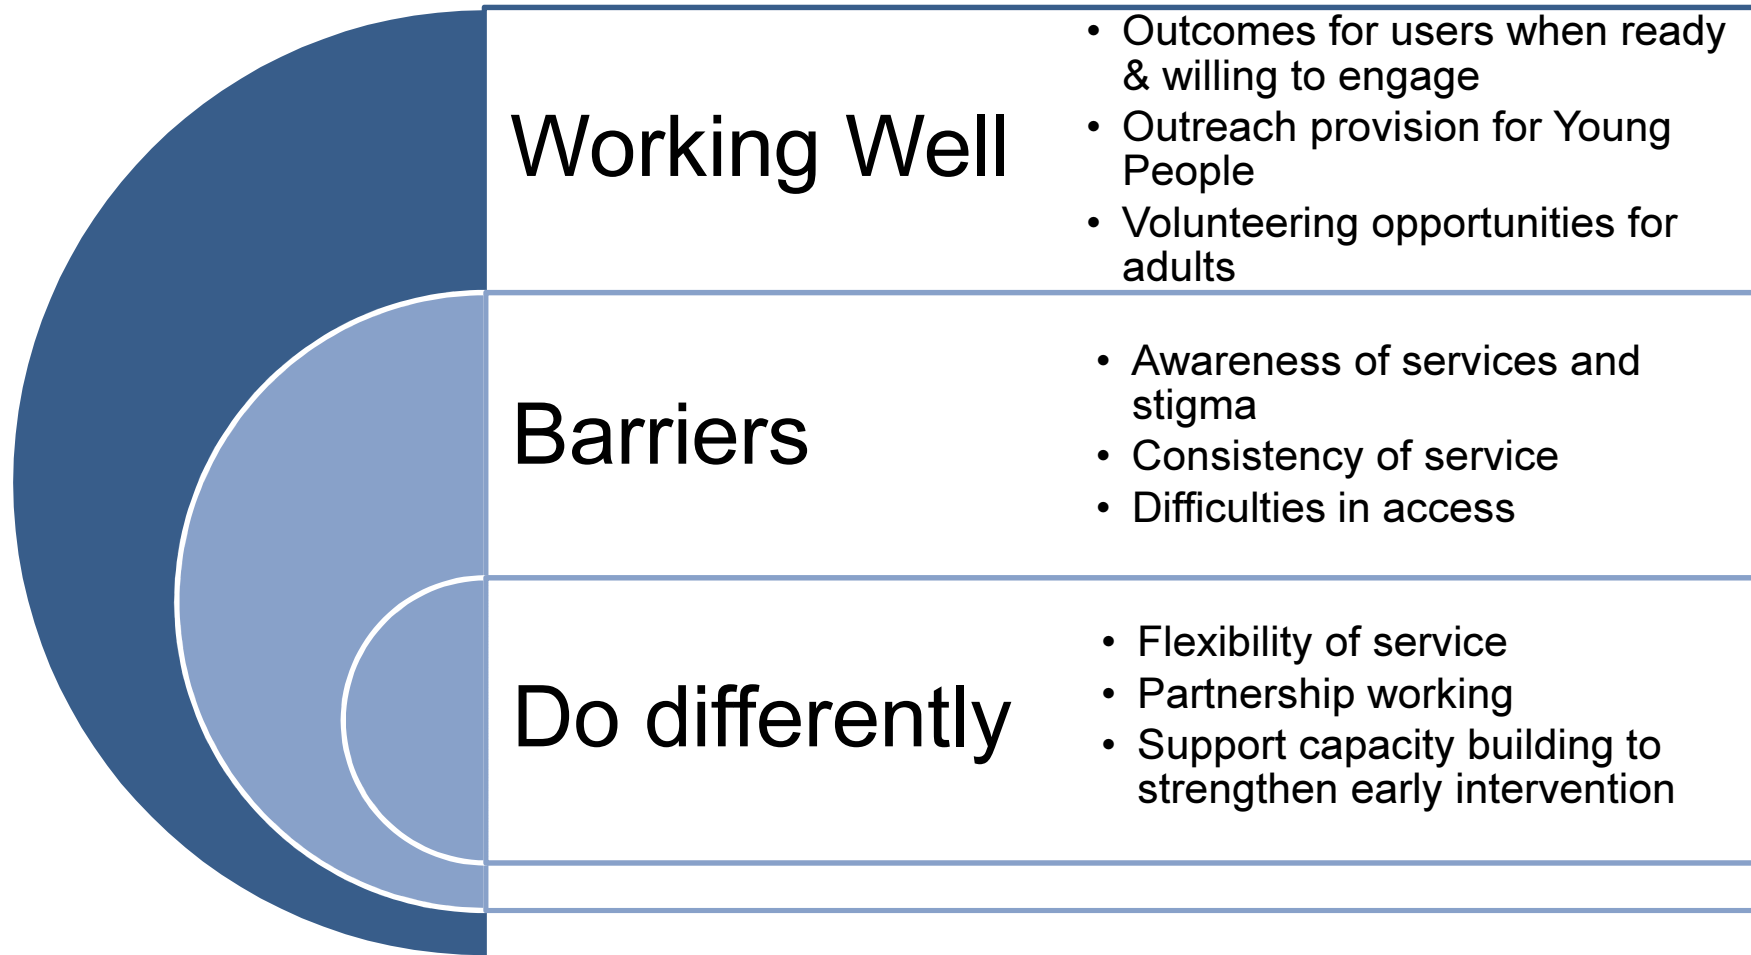 Working Well
• Outcomes for users when ready
& willing to engage
• Outreach provision for Young
People
• Volunteering opportunities for
adults
Barriers
• Awareness of services and
stigma
• Consistency of service
• Difficulties in access
Do differently
• Flexibility of service
• Partnership working
• Support capacity building to
strengthen early intervention